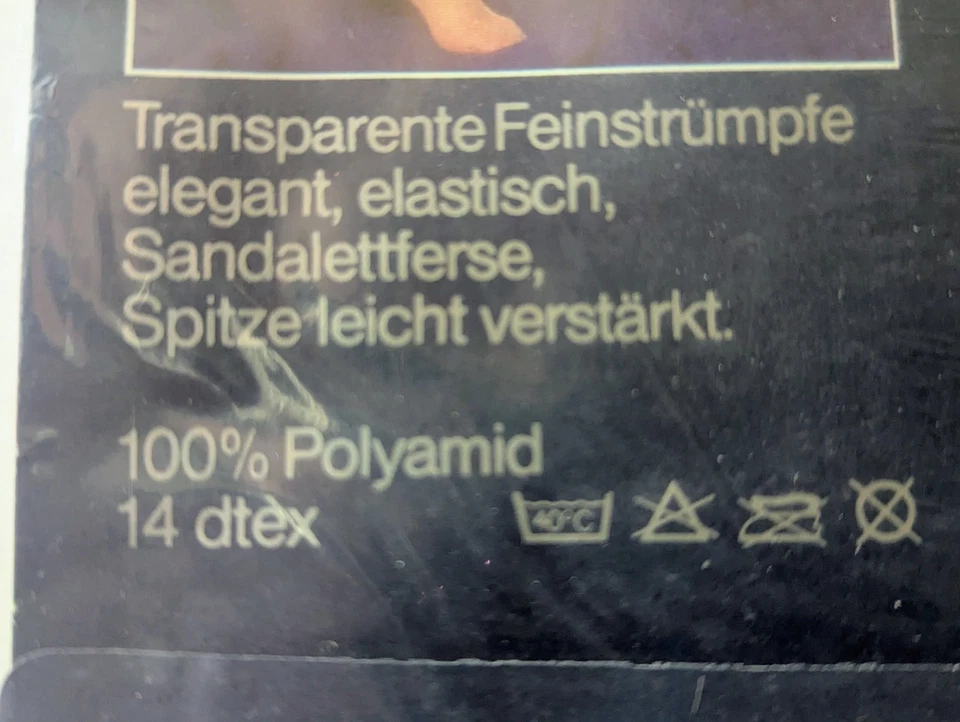 Transparente Feinstrümpfe
elegant, elastisch,
Sandalettferse,
Spitze leicht verstärkt.
100% Polyamid
14 dtex
40°C